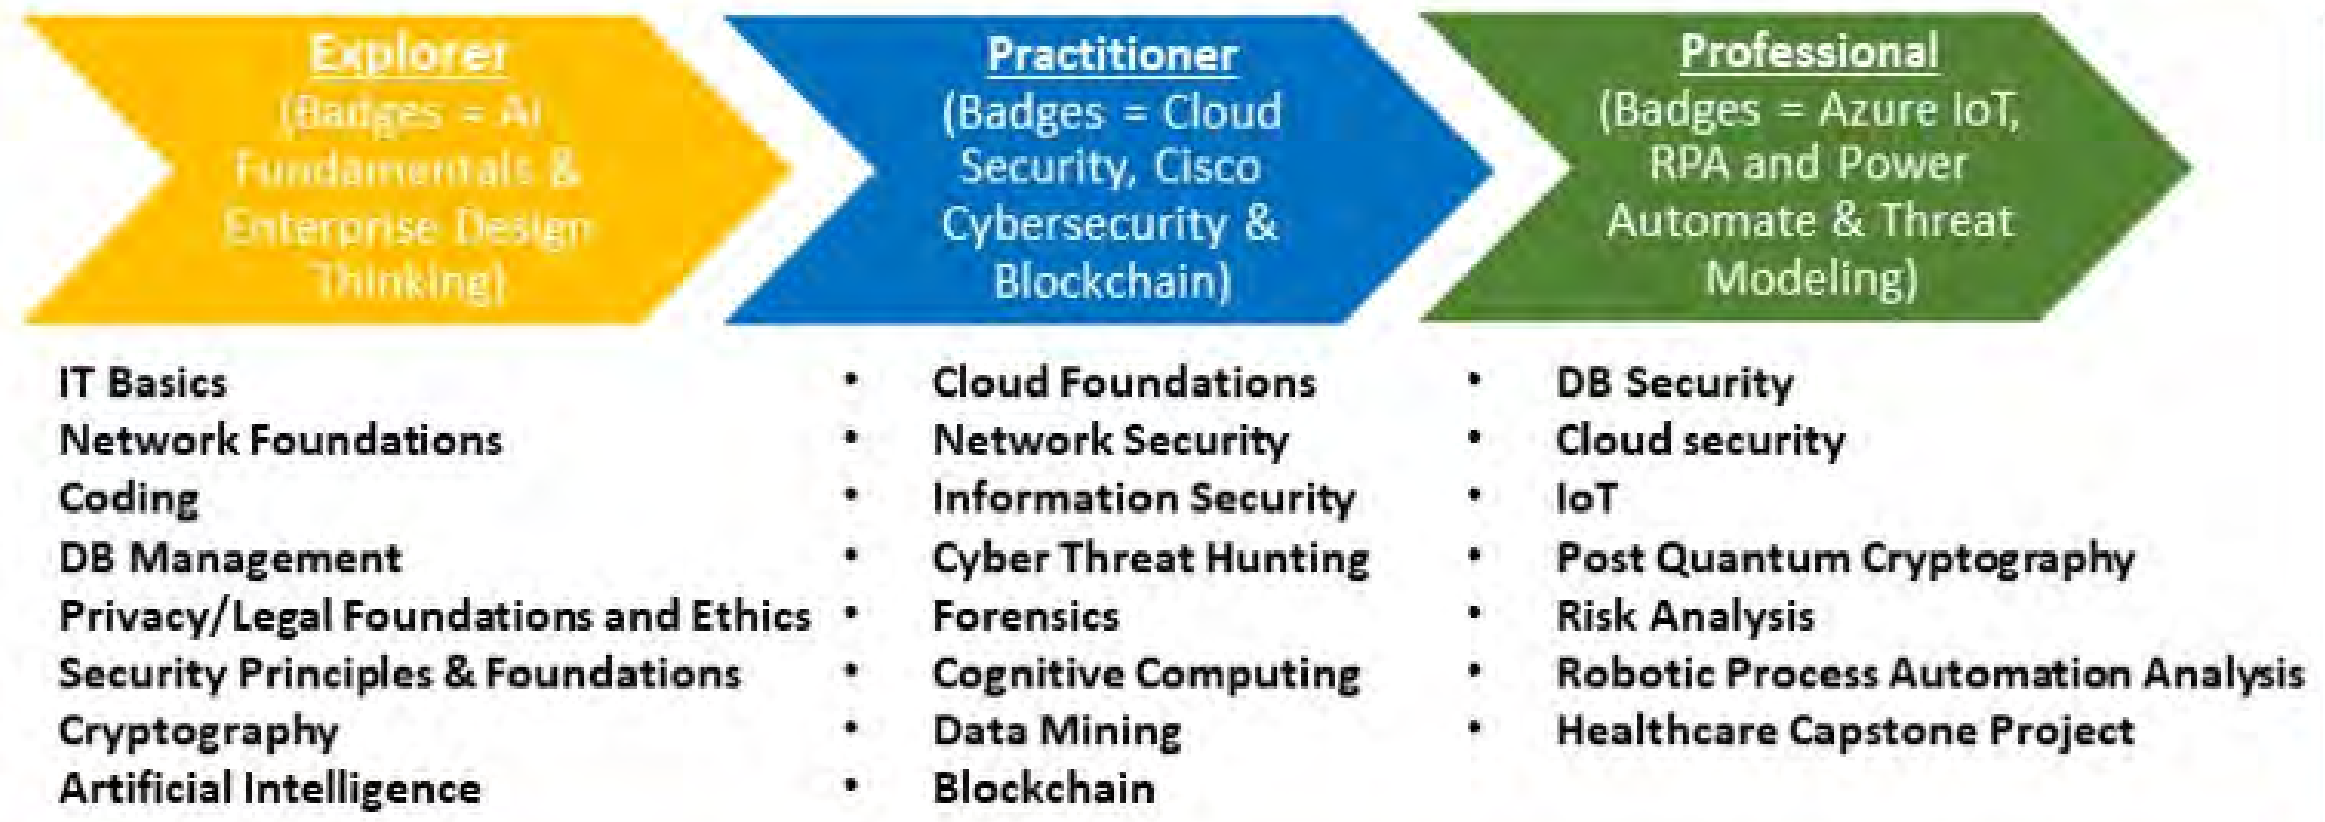 Explorer
(Badges = AI
Fundamentals &
Enterprise Design
Thinking)
Practitioner
(Badges = Cloud
Security, Cisco
Cybersecurity &
Blockchain)
Professional
(Badges = Azure IoT,
RPA and Power
Automate & Threat
Modeling)
IT Basics
Network Foundations
Coding
DB Management
Privacy/Legal Foundations and Ethics
Security Principles & Foundations
Cryptography
Artificial Intelligence
• Cloud Foundations
• Network Security
• Information Security
• Cyber Threat Hunting
• Forensics
• Cognitive Computing
• Data Mining
• Blockchain
• DB Security
• Cloud security
• IoT
• Post Quantum Cryptography
• Risk Analysis
• Robotic Process Automation Analysis
• Healthcare Capstone Project